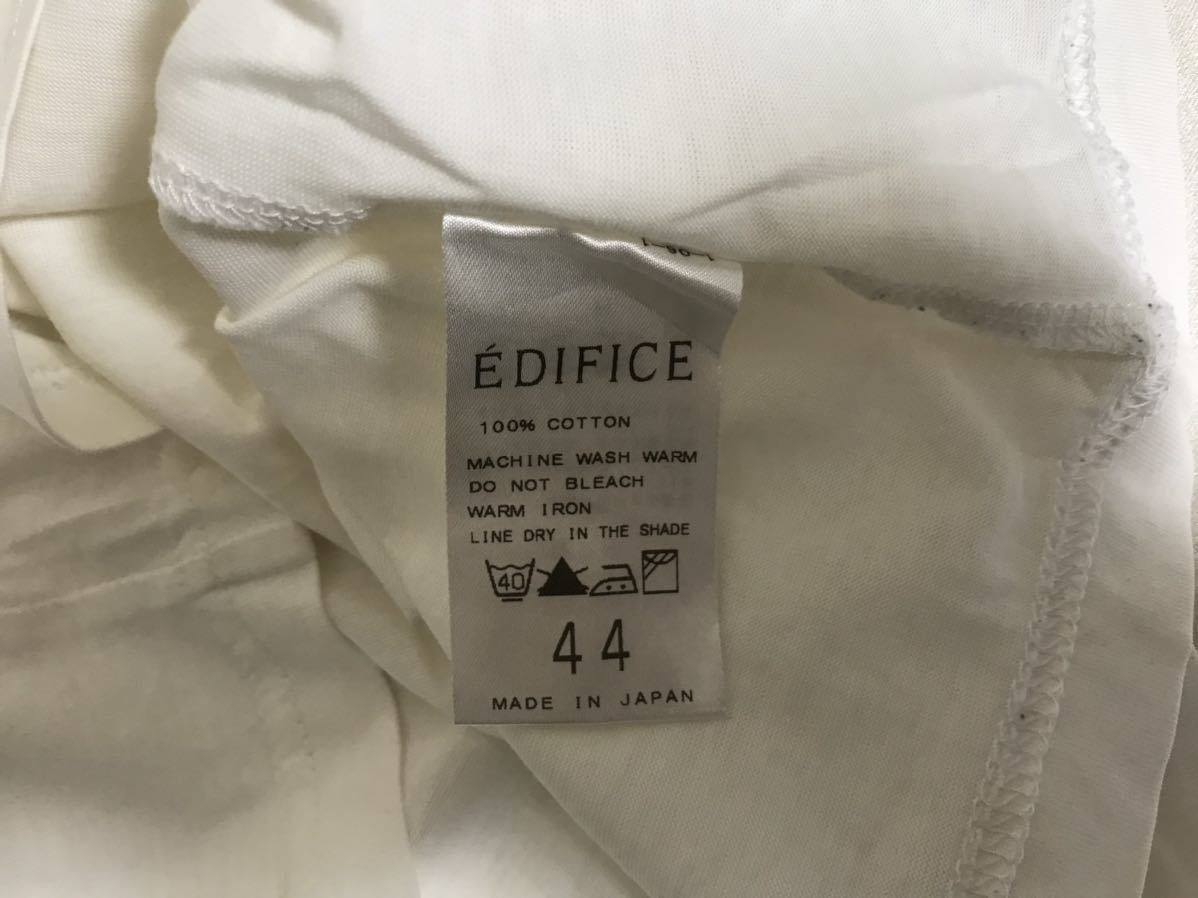 ÉDIFICE
100% COTTON
MACHINE WASH WARM
DO NOT BLEACH
WARM IRON
LINE DRY IN THE SHADE
40
44
MADE IN JAPAN